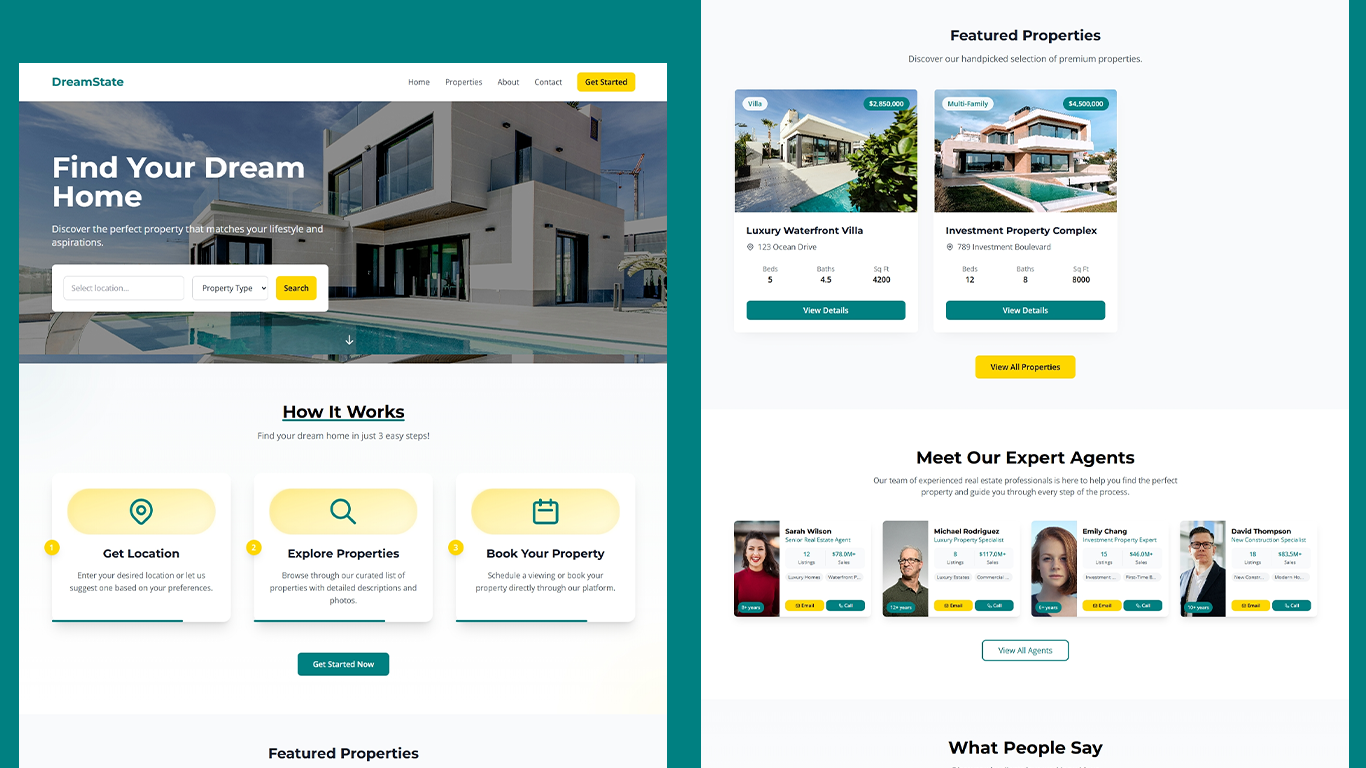 DreamState
Home Properties About Contact Get Started
Find Your Dream
Home
Discover the perfect property that matches your lifestyle and
aspirations.
Select location... Property Type Search
How It Works
Find your dream home in just 3 easy steps!
1
Get Location
Enter your desired location or let us
suggest one based on your preferences.
2
Explore Properties
Browse through our curated list of
properties with detailed descriptions and
photos.
3
Book Your Property
Schedule a viewing or book your
property directly through our platform.
Get Started Now
Featured Properties
Featured Properties
Discover our handpicked selection of premium properties.
Villa $2,850,000
Luxury Waterfront Villa
123 Ocean Drive
Beds Baths Sq Ft
5 4.5 4200
View Details
Multi-Family $4,500,000
Investment Property Complex
789 Investment Boulevard
Beds Baths Sq Ft
12 8 8000
View Details
View All Properties
Meet Our Expert Agents
Our team of experienced real estate professionals is here to help you find the perfect
property and guide you through every step of the process.
Sarah Wilson
Senior Real Estate Agent
12 $78.0M+
Listings Sales
Luxury Homes Waterfront P...
8+ years Email Call
Michael Rodriguez
Luxury Property Specialist
8 $117.0M+
Listings Sales
Luxury Estates Commercial ...
12+ years Email Call
Emily Chang
Investment Property Expert
15 $46.0M+
Listings Sales
Investment ... First-Time B...
6+ years Email Call
David Thompson
New Construction Specialist
18 $83.5M+
Listings Sales
New Constr... Modern Ho...
10+ years Email Call
View All Agents
What People Say